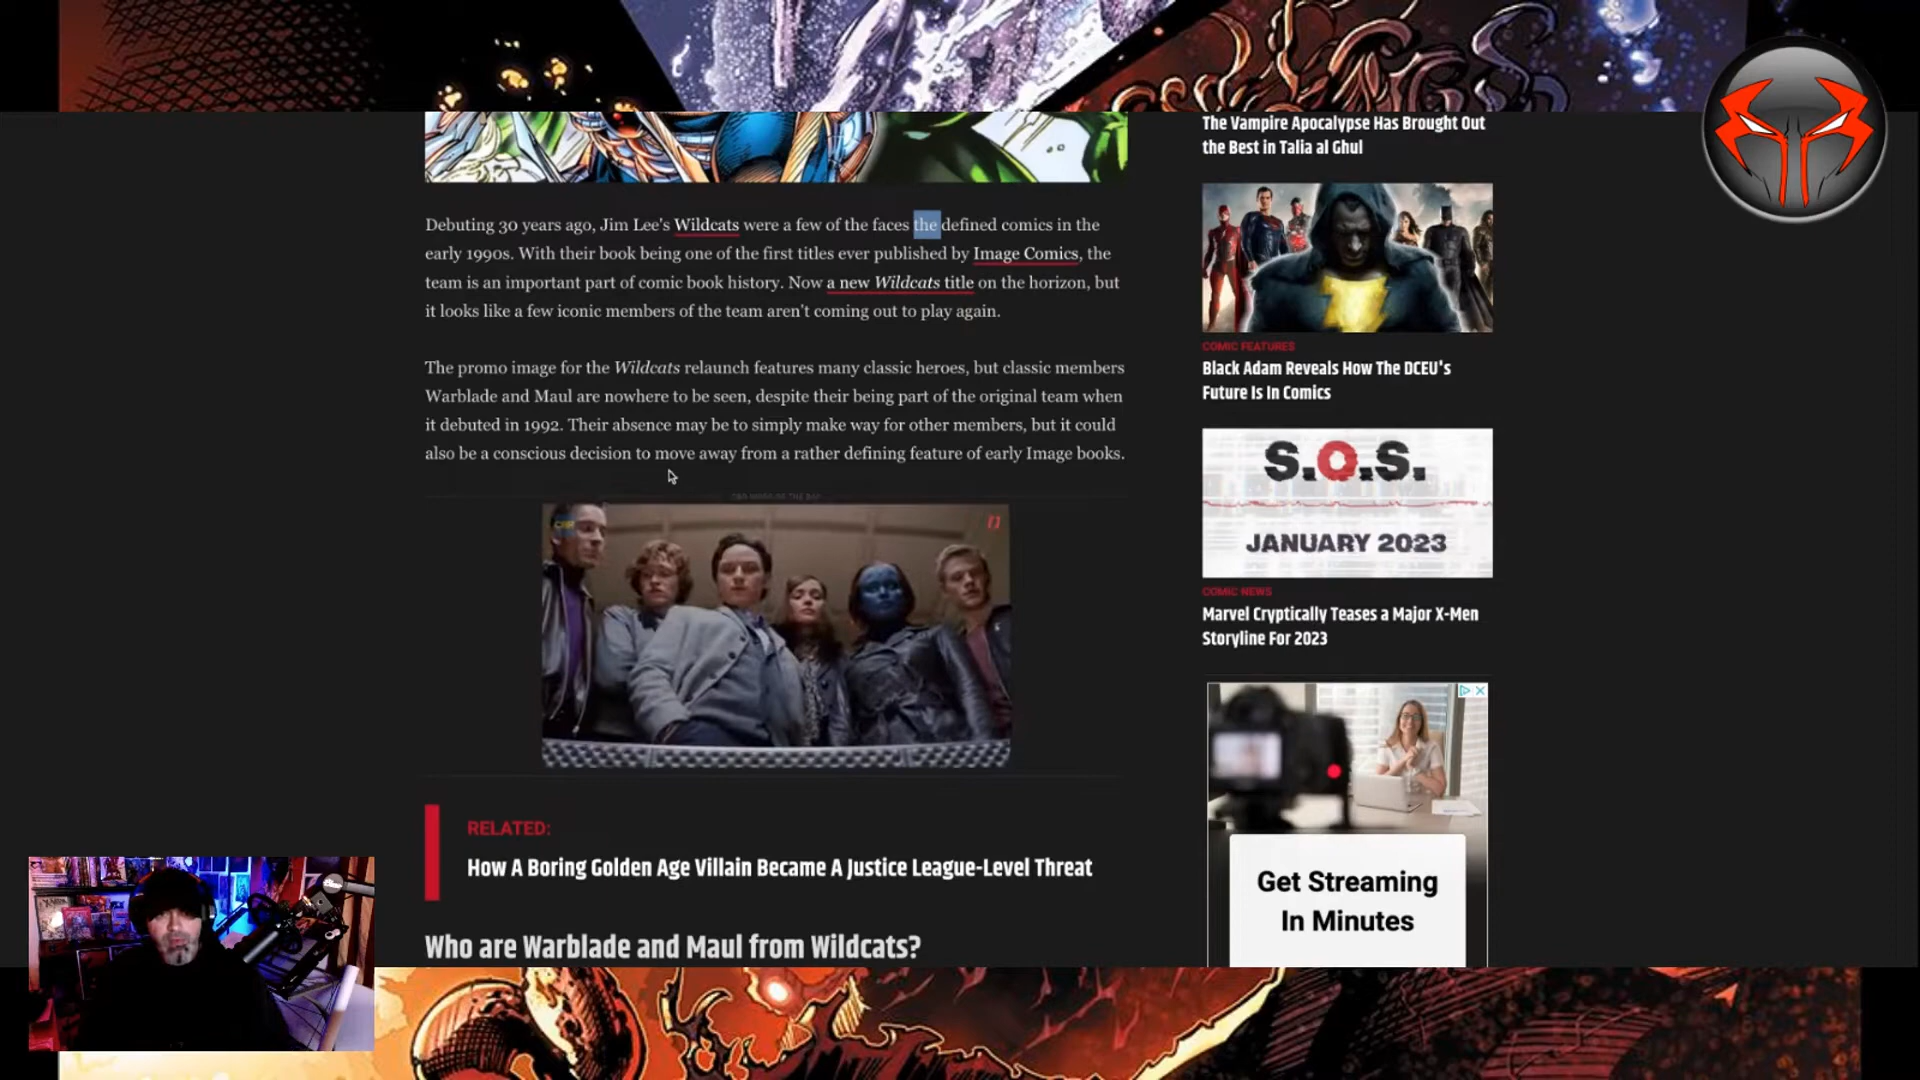 Debuting 30 years ago, Jim Lee's Wildcats were a few of the faces the defined comics in the
early 1990s. With their book being one of the first titles ever published by Image Comics, the
team is an important part of comic book history. Now a new Wildcats title on the horizon, but
it looks like a few iconic members of the team aren't coming out to play again.
The promo image for the Wildcats relaunch features many classic heroes, but classic members
Warblade and Maul are nowhere to be seen, despite their being part of the original team when
it debuted in 1992. Their absence may be to simply make way for other members, but it could
also be a conscious decision to move away from a rather defining feature of early Image books.
CBR VIDEO OF THE DAY
CBR
RELATED:
How A Boring Golden Age Villain Became A Justice League-Level Threat
Who are Warblade and Maul from Wildcats?
The Vampire Apocalypse Has Brought Out
the Best in Talia al Ghul
COMIC FEATURES
Black Adam Reveals How The DCEU's
Future Is In Comics
S.O.S.
JANUARY 2023
COMIC NEWS
Marvel Cryptically Teases a Major X-Men
Storyline For 2023
Get Streaming
In Minutes